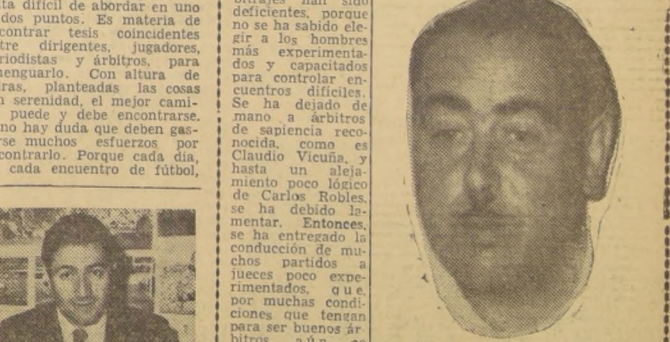 ta difícil de abordar en uno
dos puntos. Es materia de
contrar tesis coincidentes
tre dirigentes, jugadores,
riodistas y árbitros, para
enguarlo. Con altura de
ras, planteadas las cosas
n serenidad, el mejor cami-
puede y debe encontrarse.
no hay duda que deben gas-
rse muchos esfuerzos por
contrarlo. Porque cada día,
cada encuentro de fútbol,
bitrajes han sido
deficientes, porque
no se ha sabido ele-
gir a los hombres
más experimenta-
dos y capacitados
para controlar en-
cuentros difíciles.
Se ha dejado de
mano a árbitros
de sapiencia reco-
nocida, como es
Claudio Vicuña, y
hasta un aleja-
miento poco lógico
de Carlos Robles,
se ha debido la-
mentar. Entonces,
se ha entregado la
conducción de mu-
chos partidos a
jueces poco expe-
rimentados, que,
por muchas condi-
ciones que tengan
para ser buenos ár-
bitros, aún